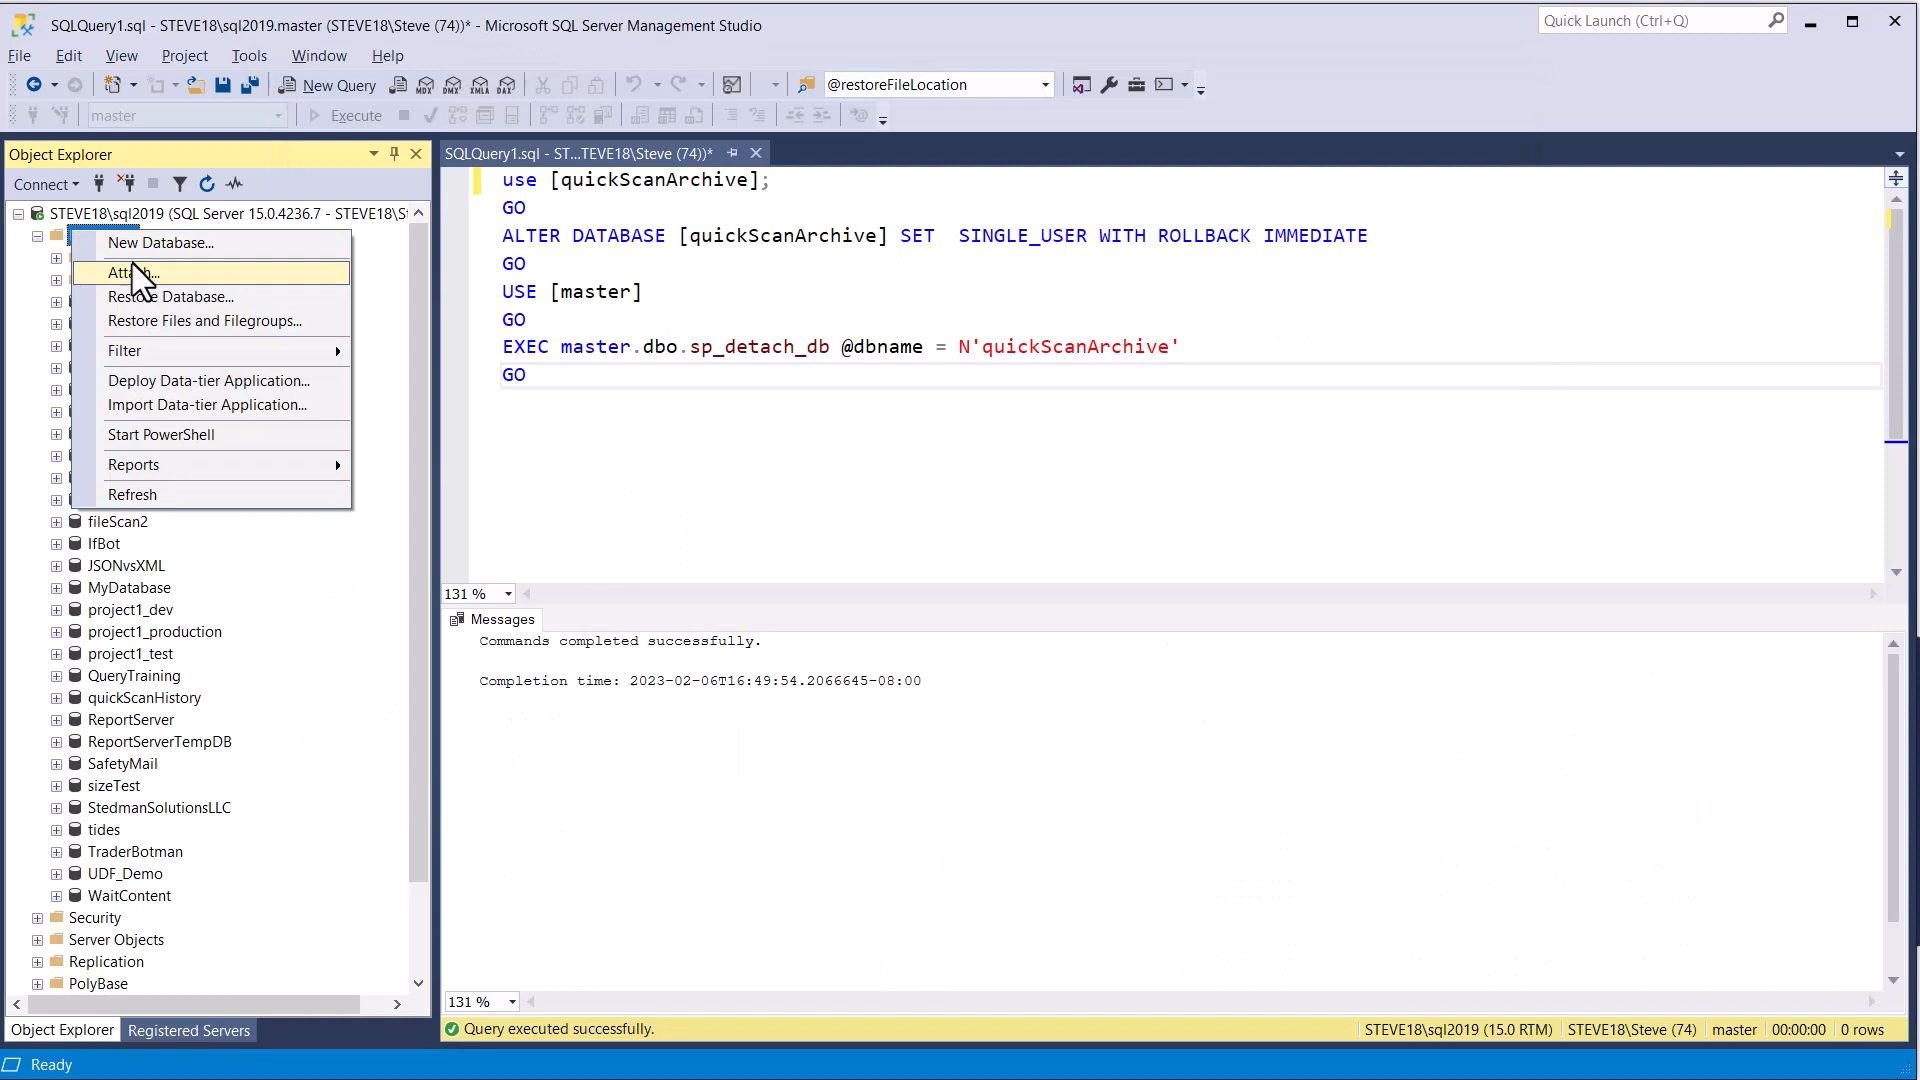 SQLQuery1.sql - STEVE18\sql2019.master (STEVE18\Steve (74))* - Microsoft SQL Server Management Studio
Quick Launch (Ctrl+Q)
File Edit View Project Tools Window Help
New Query
MDX DMX XMLA DAX
@restoreFileLocation
master
Execute
Object Explorer
Connect
STEVE18\sql2019 (SQL Server 15.0.4236.7 - STEVE18\S
New Database...
Restore Database...
Restore Files and Filegroups...
Filter
Deploy Data-tier Application...
Import Data-tier Application...
Start PowerShell
Reports
Refresh
fileScan2
IfBot
JSONvsXML
MyDatabase
project1_dev
project1_production
project1_test
QueryTraining
quickScanHistory
ReportServer
ReportServerTempDB
SafetyMail
sizeTest
StedmanSolutionsLLC
tides
TraderBotman
UDF_Demo
WaitContent
Security
Server Objects
Replication
PolyBase
Object Explorer
Registered Servers
SQLQuery1.sql - ST...TEVE18\Steve (74))*
use [quickScanArchive];
GO
ALTER DATABASE [quickScanArchive] SET  SINGLE_USER WITH ROLLBACK IMMEDIATE
GO
USE [master]
GO
EXEC master.dbo.sp_detach_db @dbname = N'quickScanArchive'
GO
131 %
Messages
Commands completed successfully.
Completion time: 2023-02-06T16:49:54.2066645-08:00
131 %
Query executed successfully.
STEVE18\sql2019 (15.0 RTM)
STEVE18\Steve (74)
master
00:00:00
0 rows
Ready